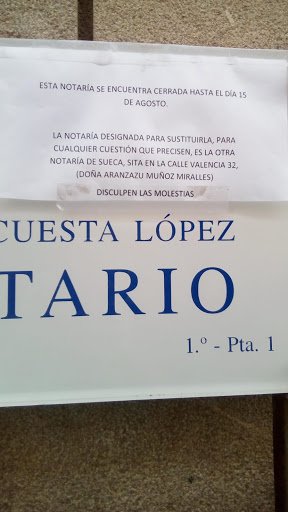 ESTA NOTARÍA SE ENCUENTRA CERRADA HASTA EL DÍA 15
DE AGOSTO.
LA NOTARÍA DESIGNADA PARA SUSTITUIRLA, PARA
CUALQUIER CUESTIÓN QUE PRECISEN, ES LA OTRA
NOTARÍA DE SUECA, SITA EN LA CALLE VALENCIA 32,
(DOÑA ARANZAZU MUÑOZ MIRALLES)
DISCULPEN LAS MOLESTIAS
CUESTA LÓPEZ
TARIO
1.º - Pta. 1